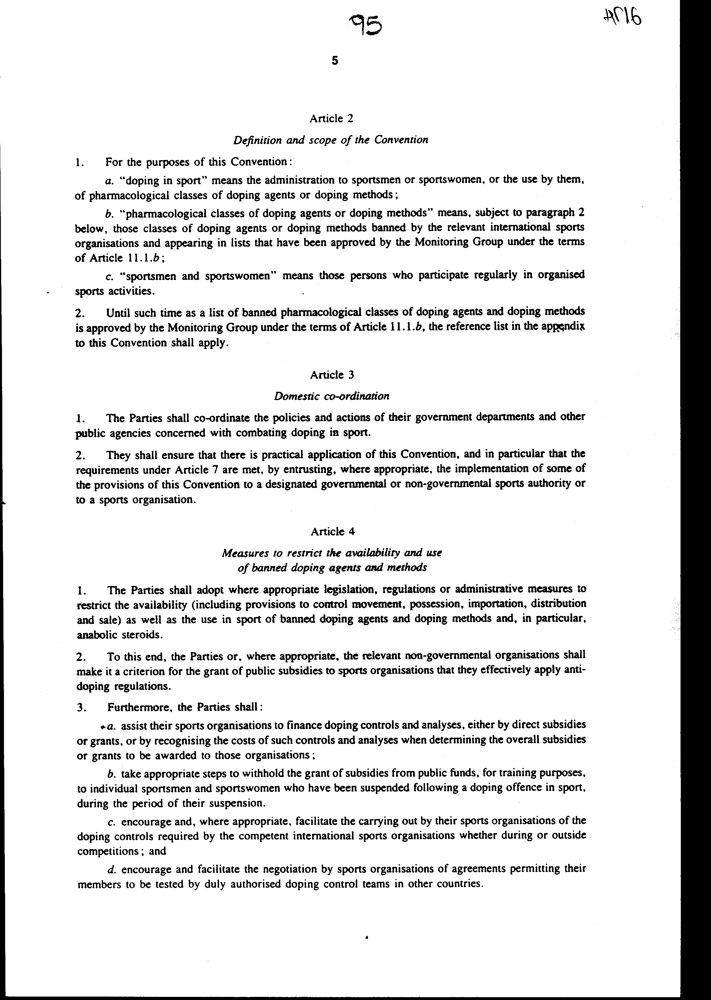 95
5
Article 2
Definition and scope of the Convention
1. For the purposes of this Convention:
a. “doping in sport” means the administration to sportsmen or sportswomen, or the use by them,
of pharmacological classes of doping agents or doping methods;
b. “pharmacological classes of doping agents or doping methods” means, subject to paragraph 2
below, those classes of doping agents or doping methods banned by the relevant international sports
organisations and appearing in lists that have been approved by the Monitoring Group under the terms
of Article 11.1.b;
c. “sportsmen and sportswomen” means those persons who participate regularly in organised
sports activities.
2. Until such time as a list of banned pharmacological classes of doping agents and doping methods
is approved by the Monitoring Group under the terms of Article 11.1.b, the reference list in the appendix
to this Convention shall apply.
Article 3
Domestic co-ordination
1. The Parties shall co-ordinate the policies and actions of their government departments and other
public agencies concerned with combating doping in sport.
2. They shall ensure that there is practical application of this Convention, and in particular that the
requirements under Article 7 are met, by entrusting, where appropriate, the implementation of some of
the provisions of this Convention to a designated governmental or non-governmental sports authority or
to a sports organisation.
Article 4
Measures to restrict the availability and use
of banned doping agents and methods
1. The Parties shall adopt where appropriate legislation, regulations or administrative measures to
restrict the availability (including provisions to control movement, possession, importation, distribution
and sale) as well as the use in sport of banned doping agents and doping methods and, in particular,
anabolic steroids.
2. To this end, the Parties or, where appropriate, the relevant non-governmental organisations shall
make it a criterion for the grant of public subsidies to sports organisations that they effectively apply anti-
doping regulations.
3. Furthermore, the Parties shall:
a. assist their sports organisations to finance doping controls and analyses, either by direct subsidies
or grants, or by recognising the costs of such controls and analyses when determining the overall subsidies
or grants to be awarded to those organisations;
b. take appropriate steps to withhold the grant of subsidies from public funds, for training purposes,
to individual sportsmen and sportswomen who have been suspended following a doping offence in sport,
during the period of their suspension.
c. encourage and, where appropriate, facilitate the carrying out by their sports organisations of the
doping controls required by the competent international sports organisations whether during or outside
competitions; and
d. encourage and facilitate the negotiation by sports organisations of agreements permitting their
members to be tested by duly authorised doping control teams in other countries.